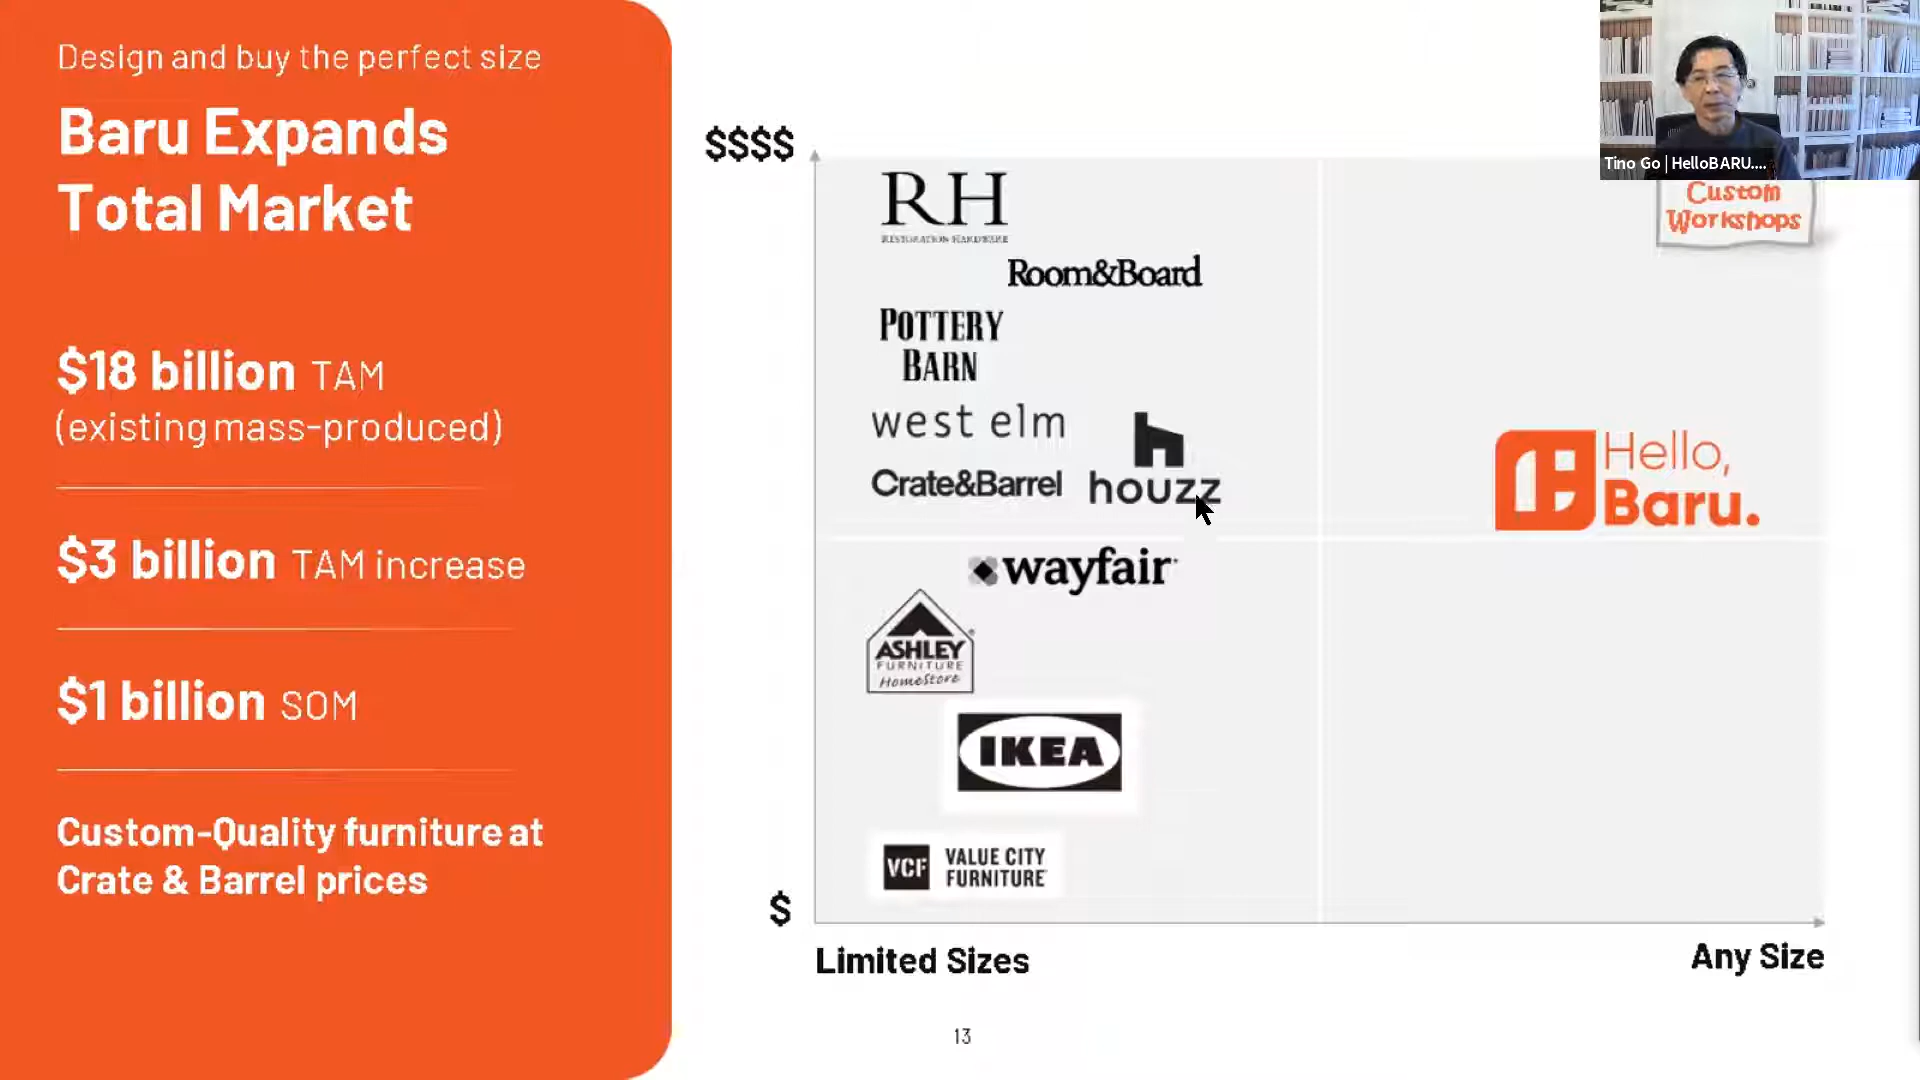 Design and buy the perfect size
Baru Expands
Total Market
$18 billion TAM
(existing mass-produced)
$3 billion TAM increase
$1 billion SOM
Custom-Quality furniture at
Crate & Barrel prices
$$$$
RH
RESTORATION HARDWARE
Room&Board
POTTERY
BARN
west elm
Crate&Barrel
houzz
wayfair
ASHLEY
FURNITURE
HomeStore
IKEA
VCF VALUE CITY
FURNITURE
$
Limited Sizes
Any Size
Custom
Workshops
Hello,
Baru.
Tino Go | HelloBARU....
13